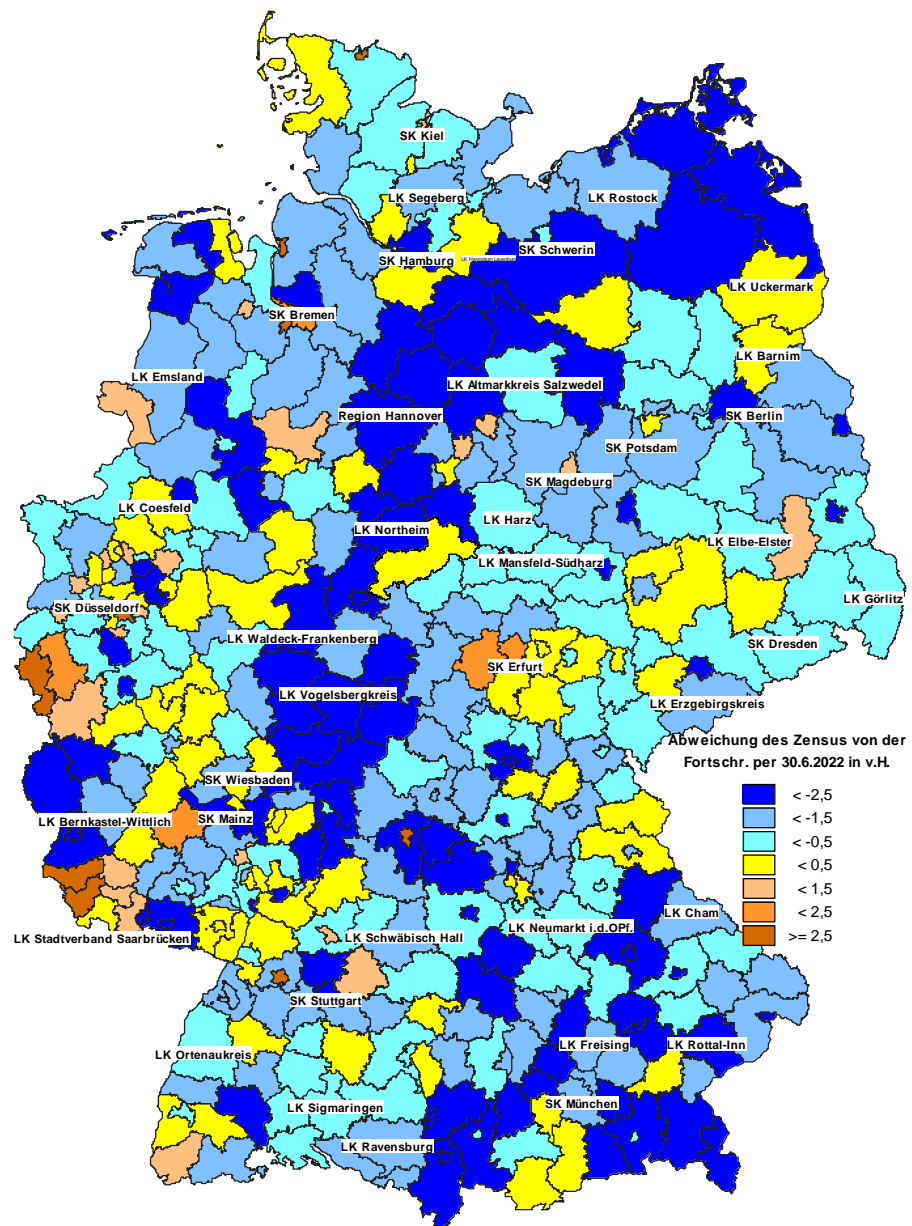 SK Kiel
LK Segeberg
LK Rostock
SK Schwerin
SK Hamburg
LK Herzogtum Lauenburg
LK Uckermark
SK Bremen
LK Barnim
LK Emsland
LK Altmarkkreis Salzwedel
SK Berlin
Region Hannover
SK Potsdam
SK Magdeburg
LK Coesfeld
LK Northeim
LK Harz
LK Elbe-Elster
LK Mansfeld-Südharz
LK Görlitz
SK Düsseldorf
LK Waldeck-Frankenberg
SK Dresden
SK Erfurt
LK Vogelsbergkreis
LK Erzgebirgskreis
Abweichung des Zensus von der
Fortschr. per 30.6.2022 in v.H.
SK Wiesbaden
SK Mainz
LK Bernkastel-Wittlich
< -2,5
< -1,5
< -0,5
< 0,5
< 1,5
< 2,5
>= 2,5
LK Cham
LK Stadtverband Saarbrücken
LK Schwäbisch Hall
LK Neumarkt i.d.OPf.
SK Stuttgart
LK Ortenaukreis
LK Freising
LK Rottal-Inn
LK Sigmaringen
SK München
LK Ravensburg